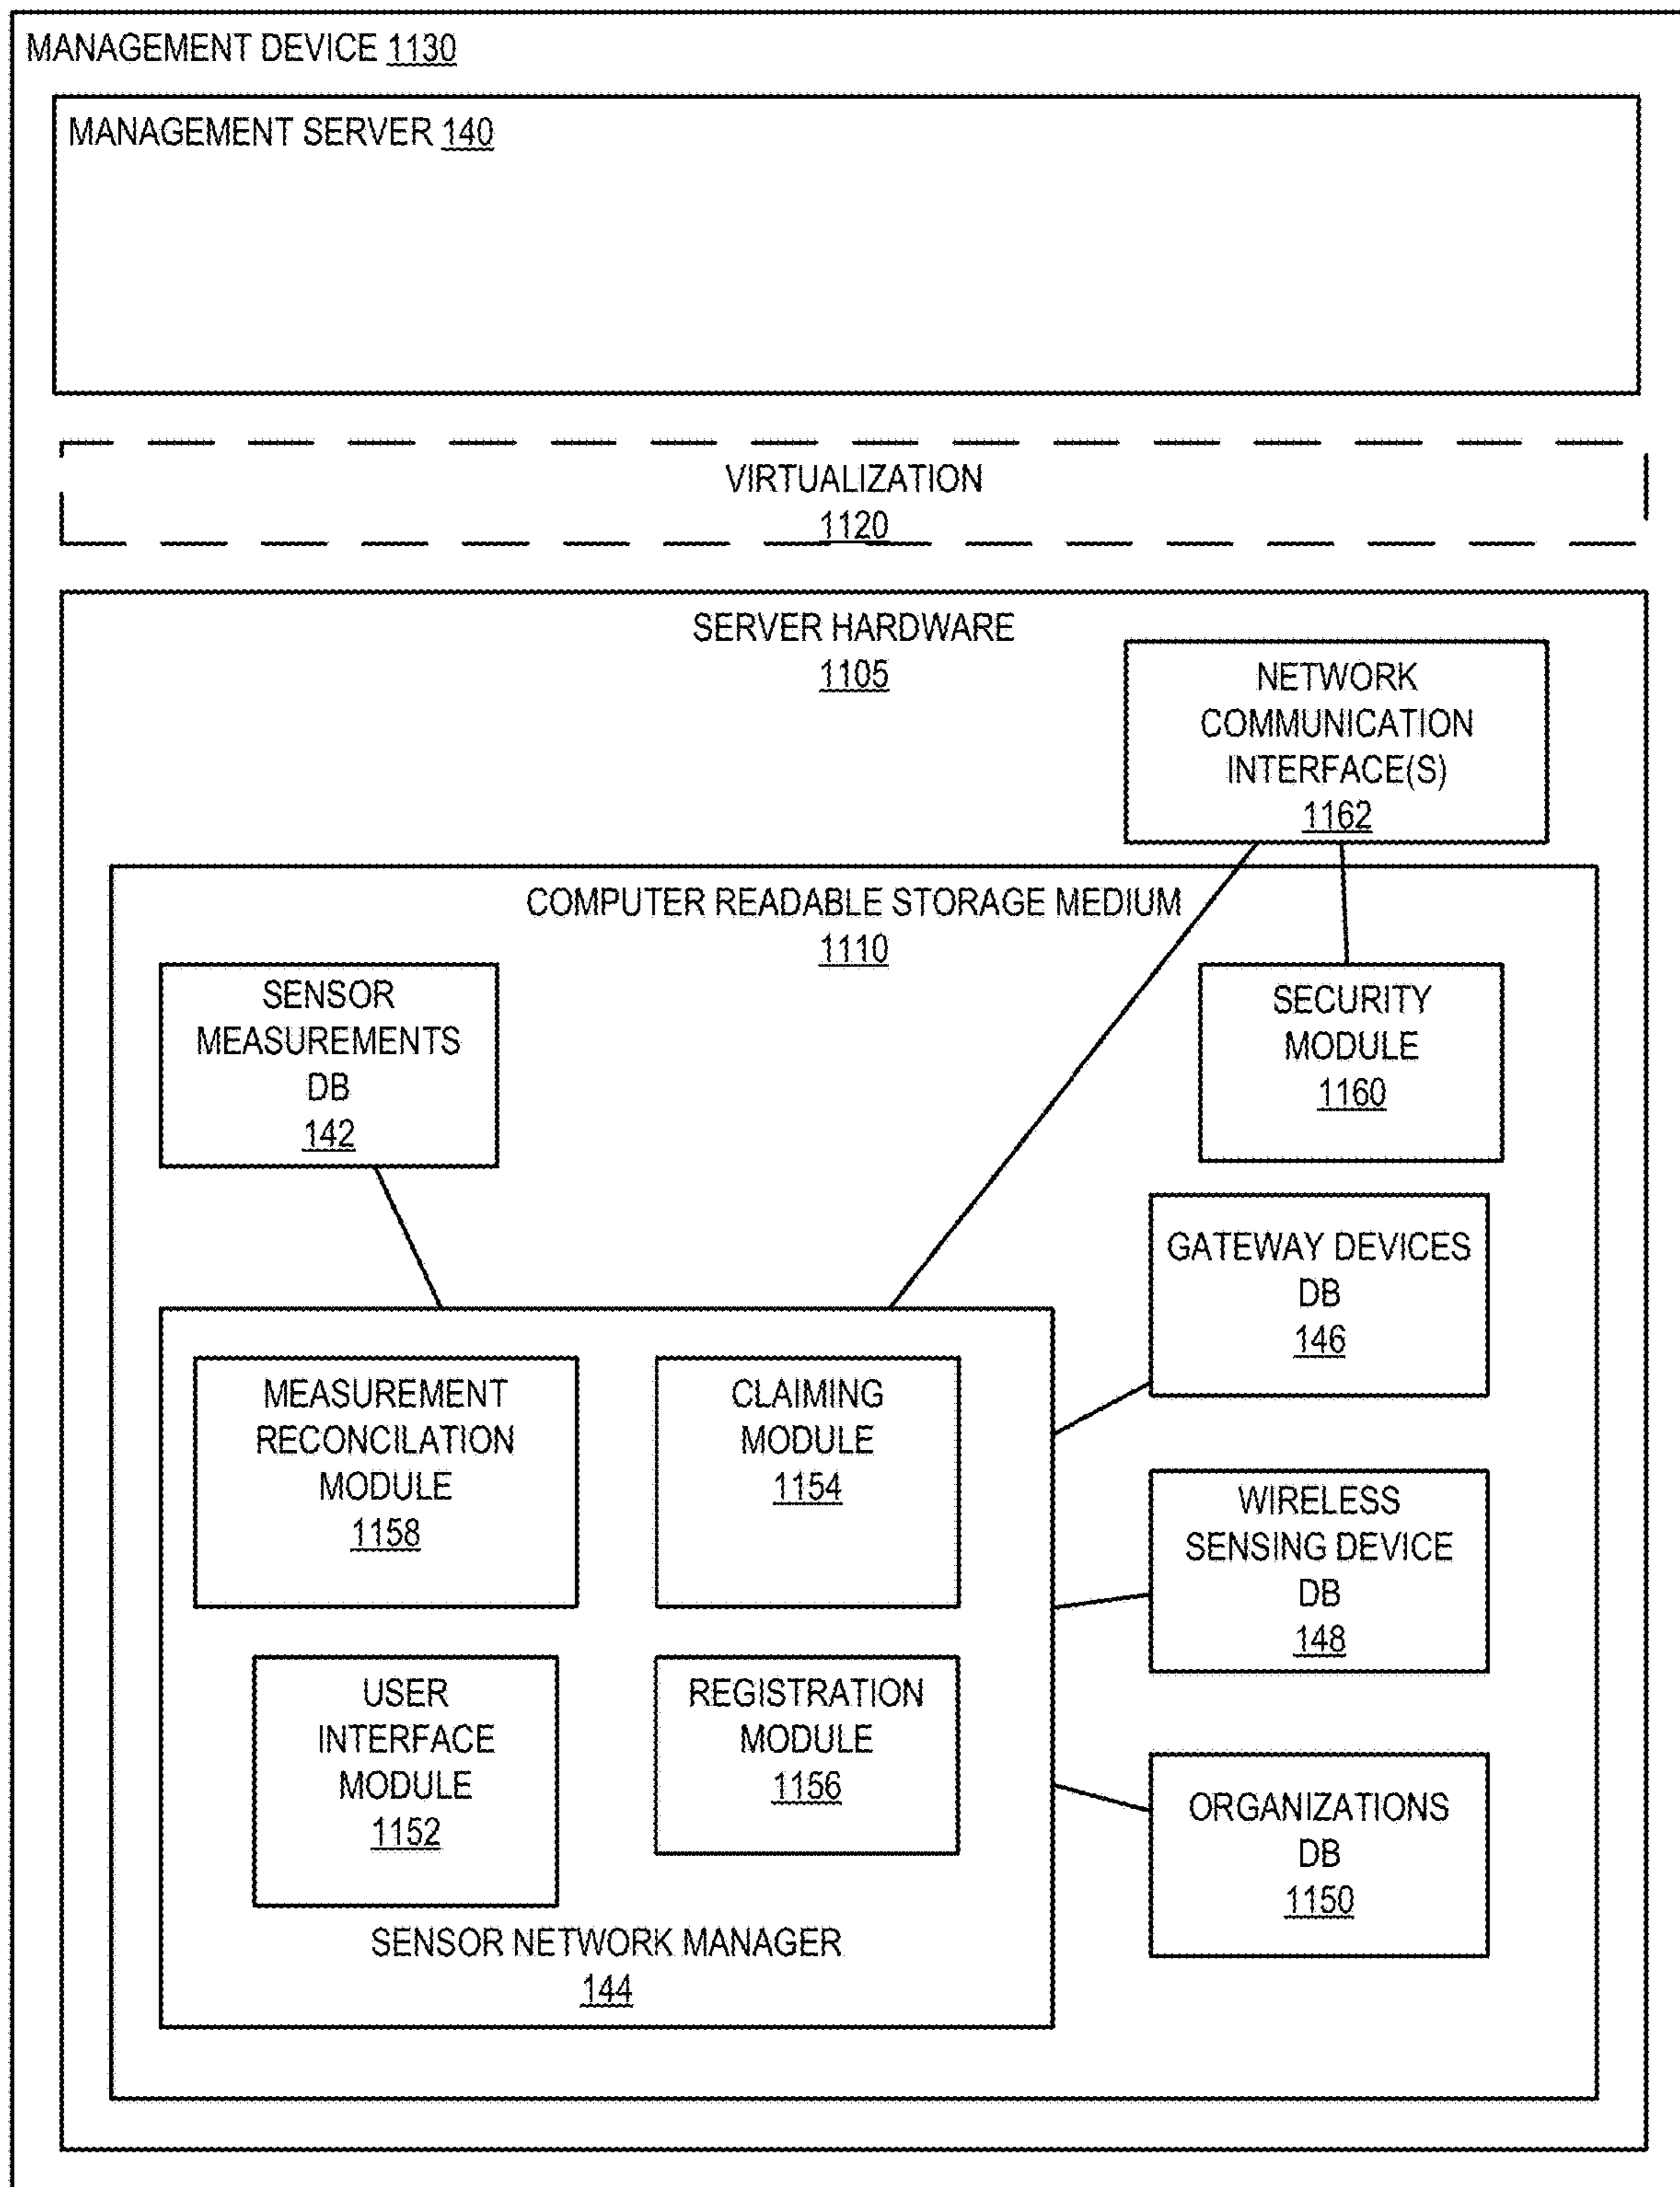 MANAGEMENT DEVICE 1130
MANAGEMENT SERVER 140
VIRTUALIZATION
1120
SERVER HARDWARE
1105
NETWORK
COMMUNICATION
INTERFACE(S)
1162
COMPUTER READABLE STORAGE MEDIUM
1110
SENSOR
MEASUREMENTS
DB
142
SECURITY
MODULE
1160
GATEWAY DEVICES
DB
146
MEASUREMENT
RECONCILATION
MODULE
1158
CLAIMING
MODULE
1154
WIRELESS
SENSING DEVICE
DB
148
USER
INTERFACE
MODULE
1152
REGISTRATION
MODULE
1156
ORGANIZATIONS
DB
1150
SENSOR NETWORK MANAGER
144